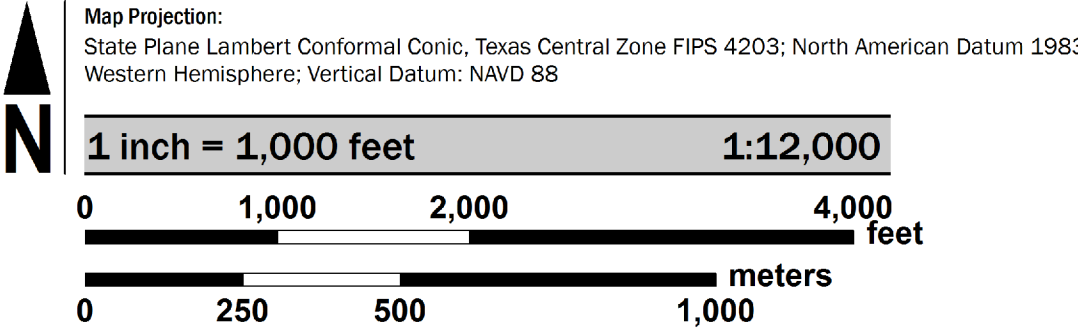 Map Projection:
State Plane Lambert Conformal Conic, Texas Central Zone FIPS 4203; North American Datum 1983
Western Hemisphere; Vertical Datum: NAVD 88
N
1 inch = 1,000 feet 1:12,000
0 1,000 2,000 4,000
feet
meters
0 250 500 1,000